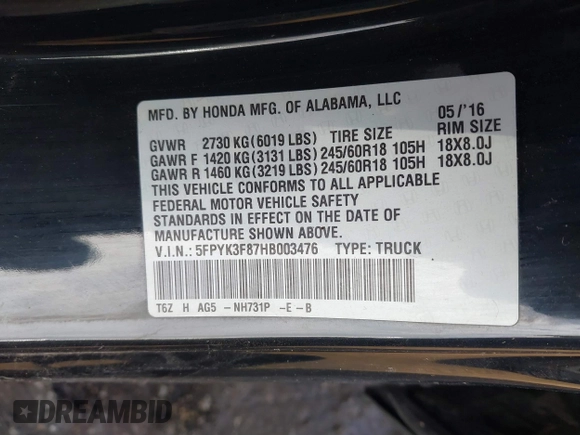 MFD. BY HONDA MFG. OF ALABAMA, LLC 05/'16
GVWR 2730 KG(6019 LBS) TIRE SIZE RIM SIZE
GAWR F 1420 KG(3131 LBS) 245/60R18 105H 18X8.0J
GAWR R 1460 KG(3219 LBS) 245/60R18 105H 18X8.0J
THIS VEHICLE CONFORMS TO ALL APPLICABLE
FEDERAL MOTOR VEHICLE SAFETY
STANDARDS IN EFFECT ON THE DATE OF
MANUFACTURE SHOWN ABOVE.
V.I.N.: 5FPYK3F87HB003476 TYPE: TRUCK
T6Z H AG5 -NH731P -E-B
DREAMBID